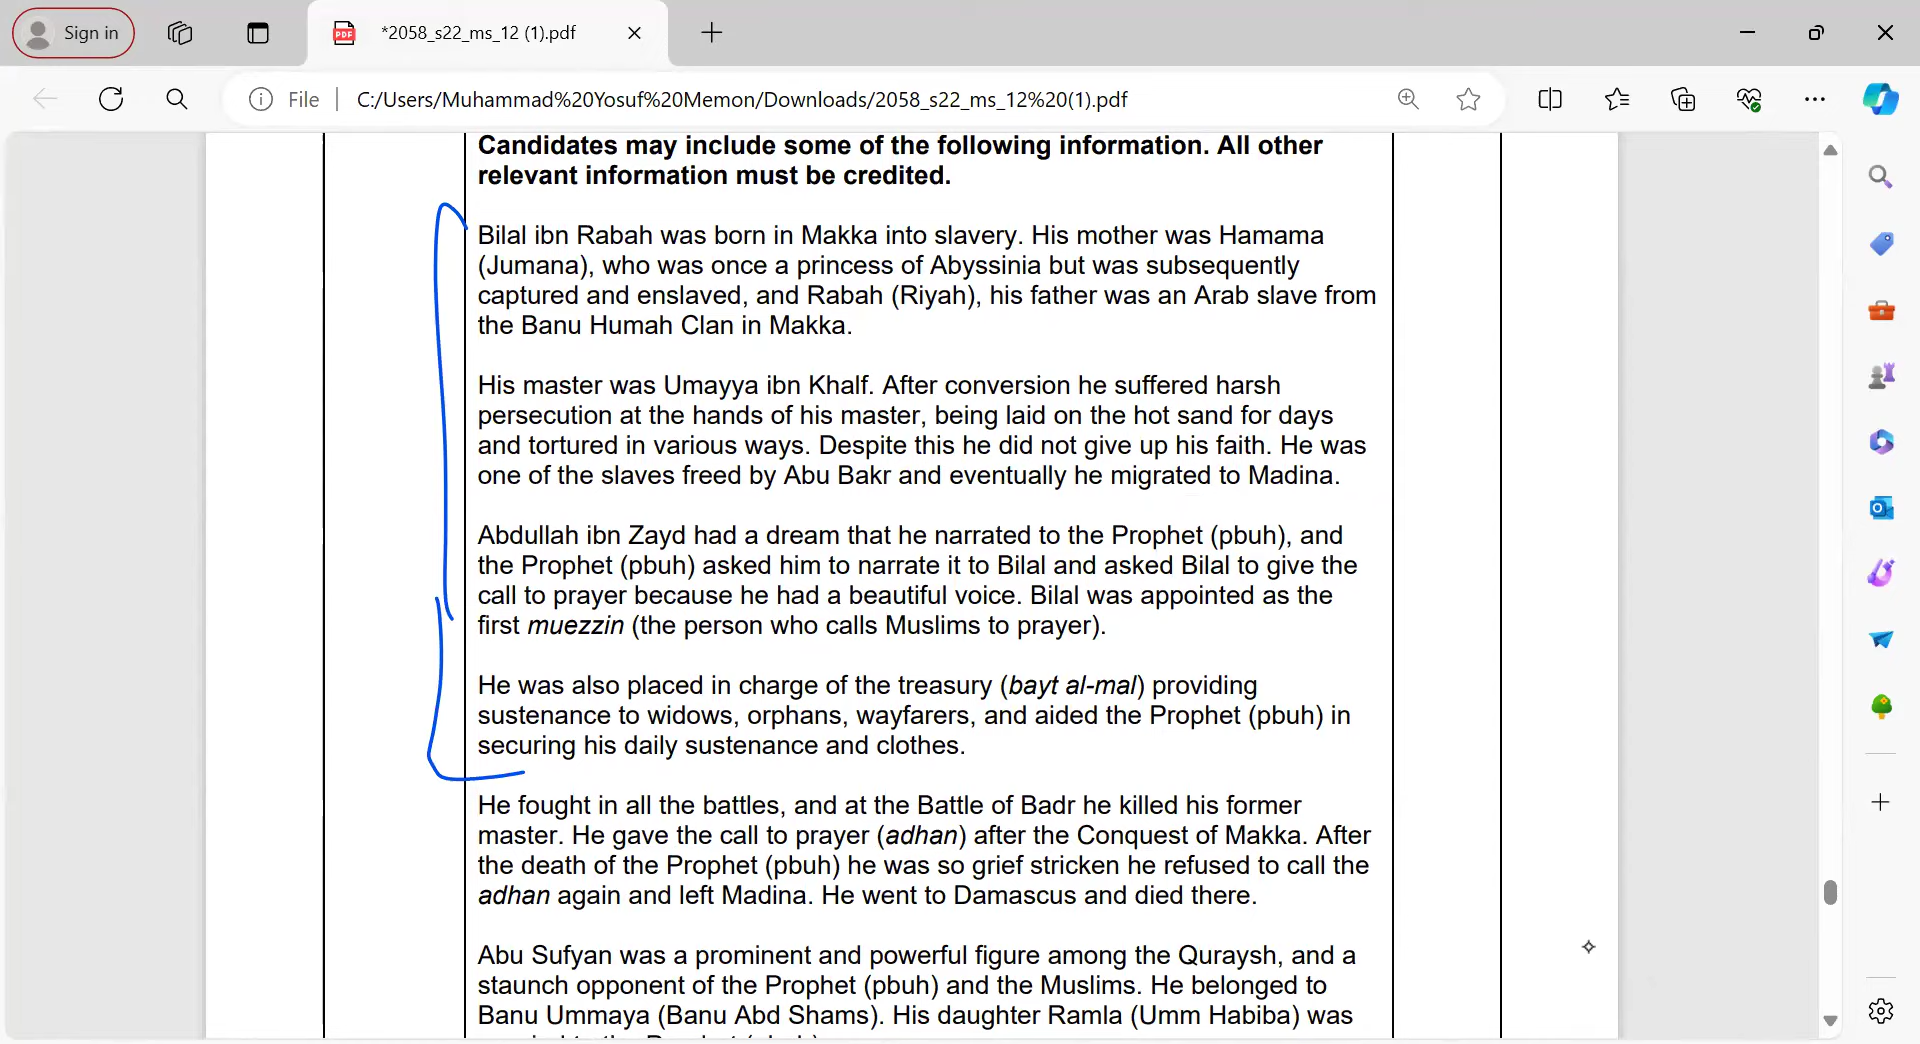 Sign in
*2058_s22_ms_12 (1).pdf
File
C:/Users/Muhammad%20Yosuf%20Memon/Downloads/2058_s22_ms_12%20(1).pdf
Candidates may include some of the following information. All other
relevant information must be credited.
Bilal ibn Rabah was born in Makka into slavery. His mother was Hamama
(Jumana), who was once a princess of Abyssinia but was subsequently
captured and enslaved, and Rabah (Riyah), his father was an Arab slave from
the Banu Humah Clan in Makka.
His master was Umayya ibn Khalf. After conversion he suffered harsh
persecution at the hands of his master, being laid on the hot sand for days
and tortured in various ways. Despite this he did not give up his faith. He was
one of the slaves freed by Abu Bakr and eventually he migrated to Madina.
Abdullah ibn Zayd had a dream that he narrated to the Prophet (pbuh), and
the Prophet (pbuh) asked him to narrate it to Bilal and asked Bilal to give the
call to prayer because he had a beautiful voice. Bilal was appointed as the
first muezzin (the person who calls Muslims to prayer).
He was also placed in charge of the treasury (bayt al-mal) providing
sustenance to widows, orphans, wayfarers, and aided the Prophet (pbuh) in
securing his daily sustenance and clothes.
He fought in all the battles, and at the Battle of Badr he killed his former
master. He gave the call to prayer (adhan) after the Conquest of Makka. After
the death of the Prophet (pbuh) he was so grief stricken he refused to call the
adhan again and left Madina. He went to Damascus and died there.
Abu Sufyan was a prominent and powerful figure among the Quraysh, and a
staunch opponent of the Prophet (pbuh) and the Muslims. He belonged to
Banu Ummaya (Banu Abd Shams). His daughter Ramla (Umm Habiba) was